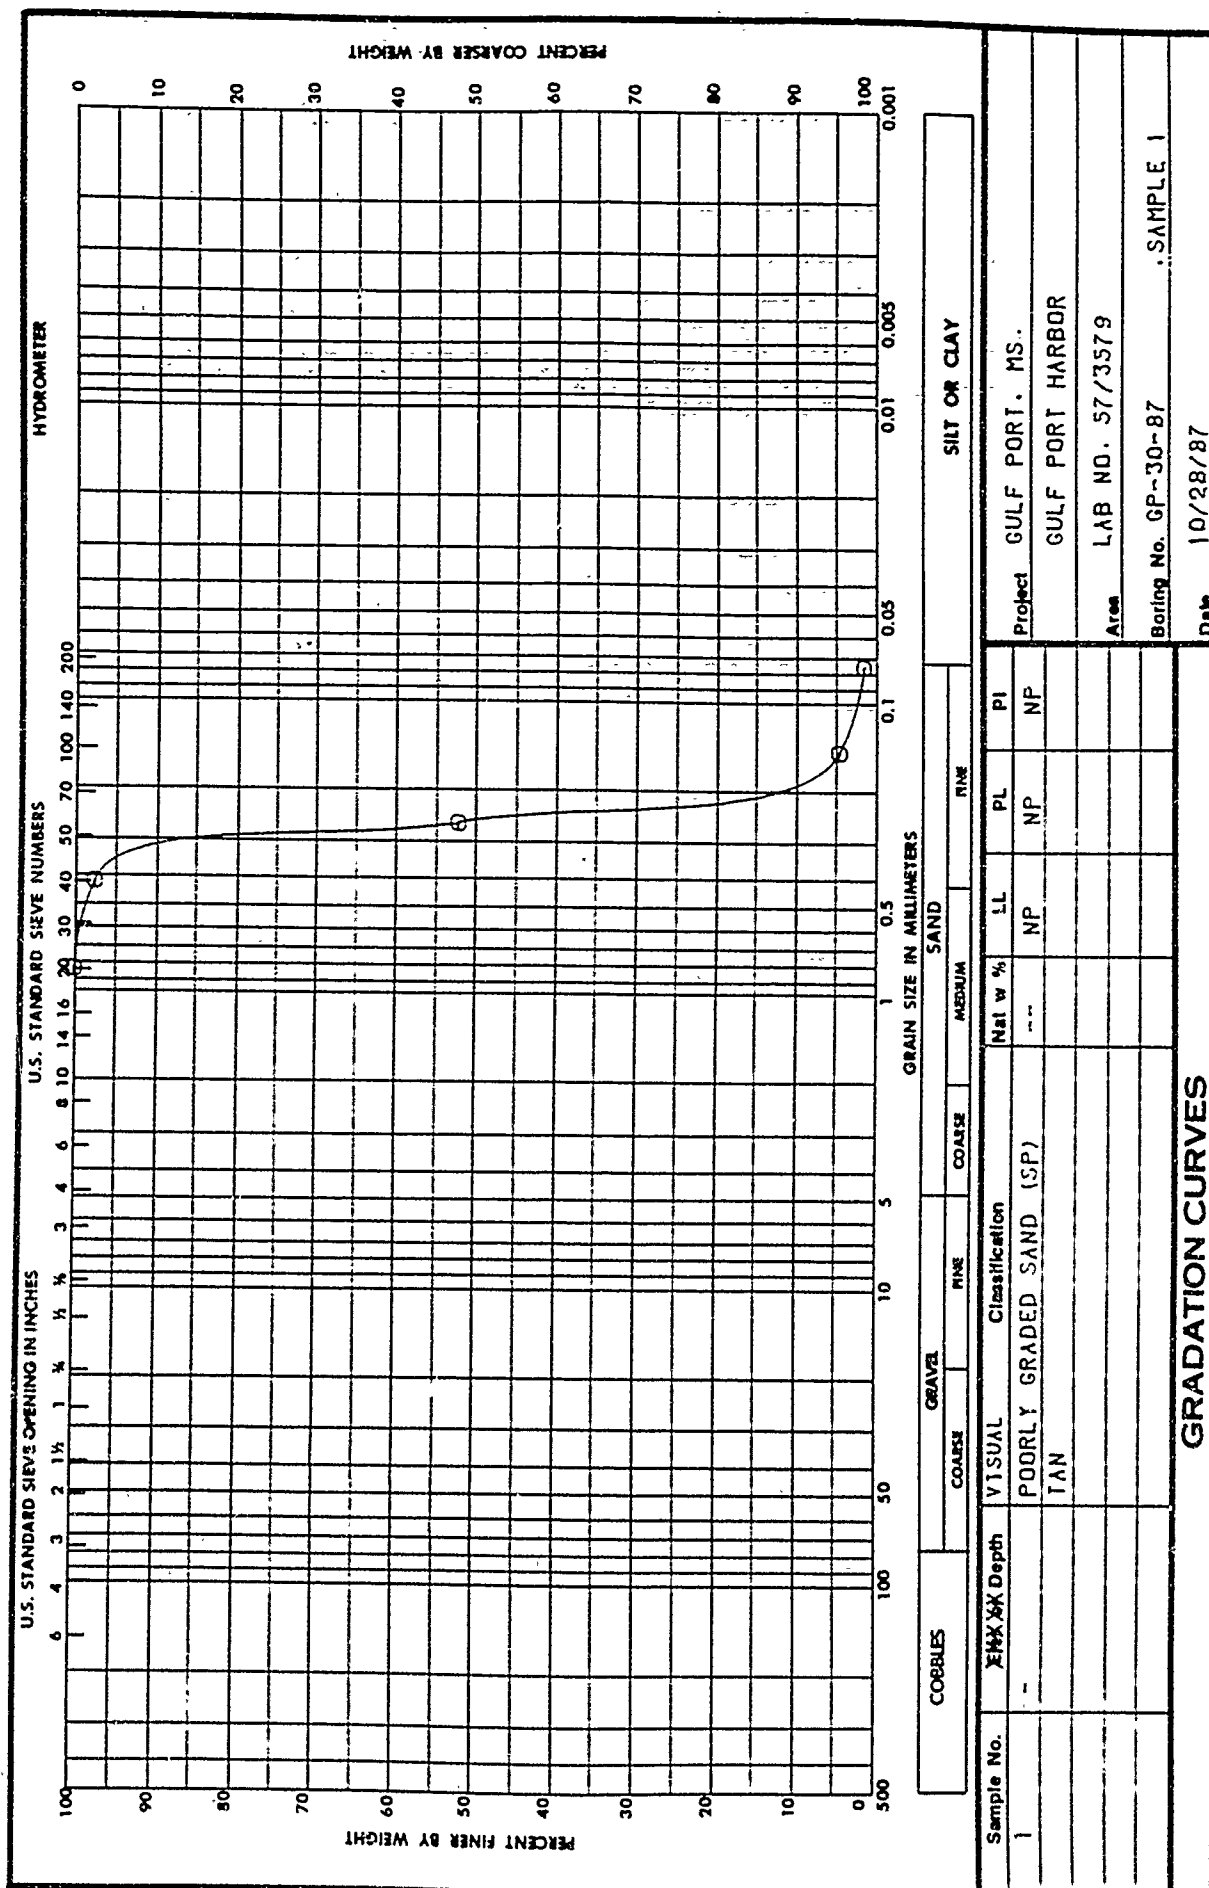 U.S. STANDARD SIEVE OPENING IN INCHES
U.S. STANDARD SIEVE NUMBERS
HYDROMETER
6 4 3 2 1½ 1 ¾ ½ ⅜ 3 4 6 8 10 14 16 20 30 40 50 70 100 140 200
PERCENT FINER BY WEIGHT
100
90
80
70
60
50
40
30
20
10
0
PERCENT COARSER BY WEIGHT
0
10
20
30
40
50
60
70
80
90
100
500 100 50 10 5 1 0.5 0.1 0.05 0.01 0.005 0.001
GRAIN SIZE IN MILLIMETERS
COBBLES
GRAVEL
SAND
SILT OR CLAY
COARSE
FINE
COARSE
MEDIUM
FINE
Sample No.
Depth
VISUAL Classification
Nat w %
LL
PL
PI
1
--
POORLY GRADED SAND (SP)
--
NP
NP
NP
TAN
Project GULF PORT. MS.
GULF PORT HARBOR
LAB NO. 57/3579
Area
Boring No. GP-30-87 . SAMPLE 1
Date 10/28/87
GRADATION CURVES